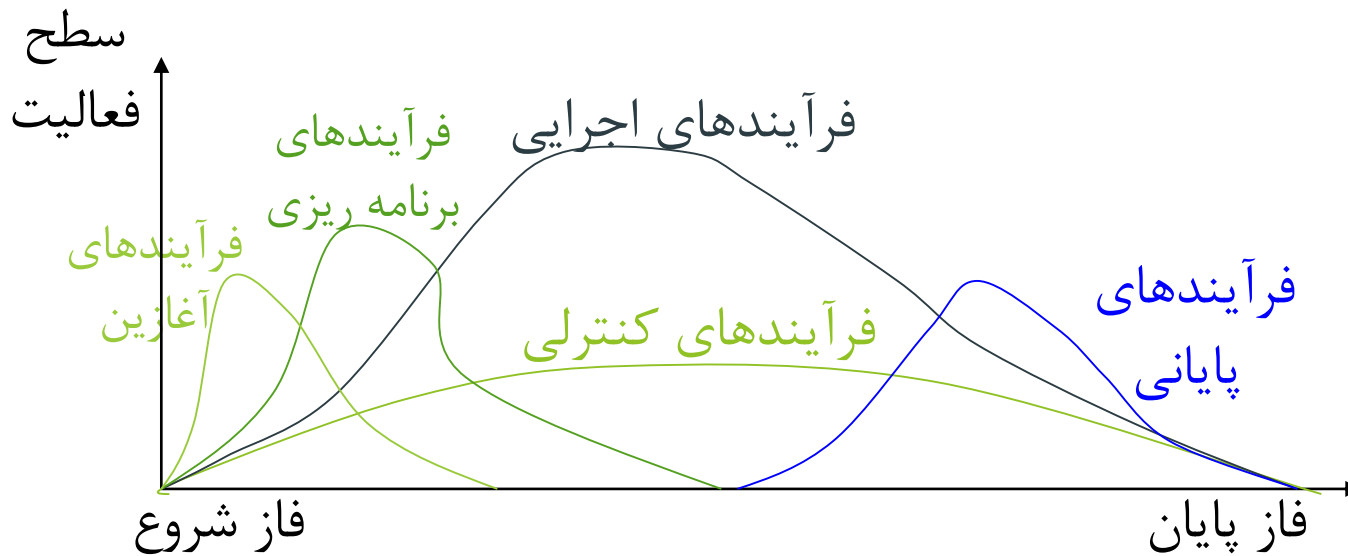 سطح
فعالیت
فرآیندهای اجرایی
فرآیندهای
برنامه ریزی
فرآیندهای
آغازین
فرآیندهای کنترلی
فرآیندهای
پایانی
فاز شروع
فاز پایان